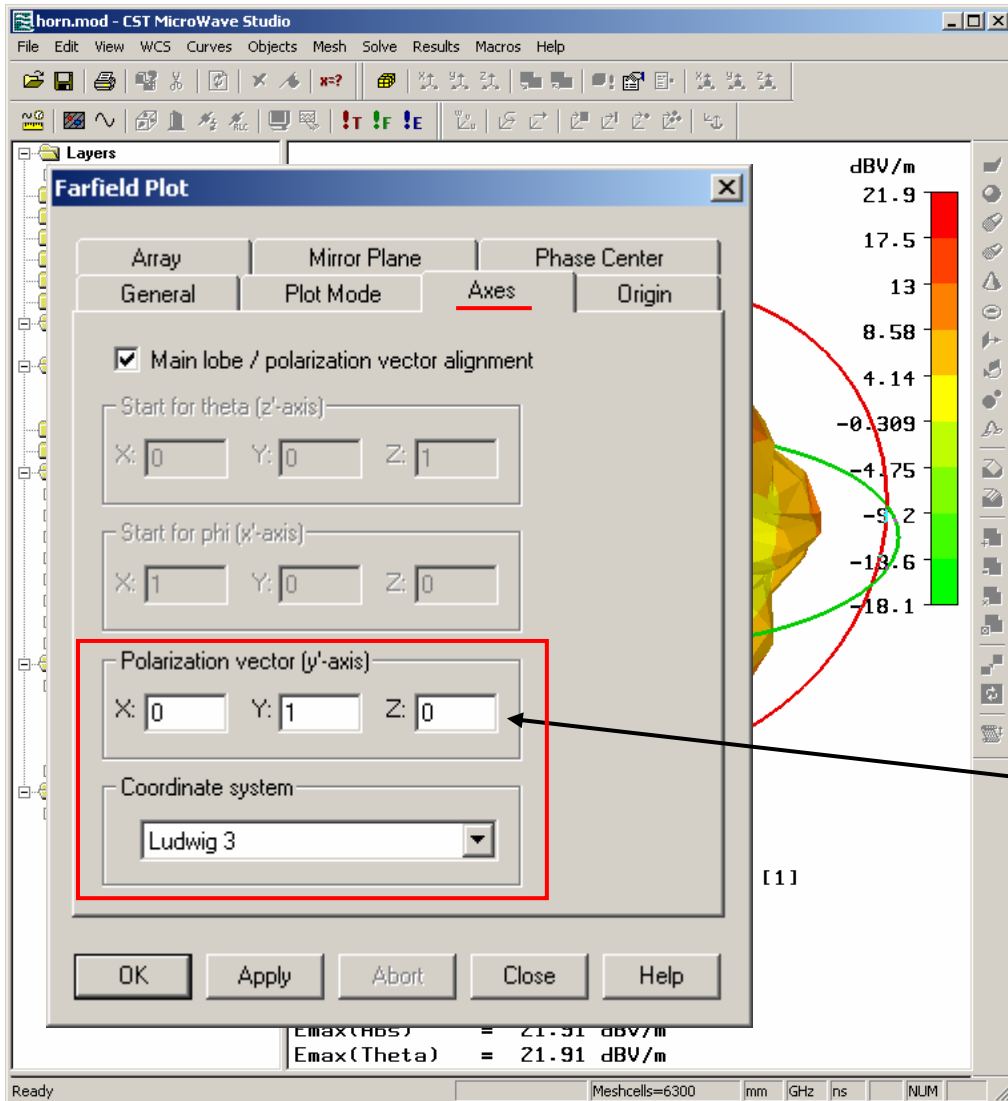 horn.mod - CST MicroWave Studio
File Edit View WCS Curves Objects Mesh Solve Results Macros Help
x=?
!T !F !E
Layers
Farfield Plot
Array Mirror Plane Phase Center
General Plot Mode Axes Origin
Main lobe / polarization vector alignment
Start for theta (z'-axis)
X: 0 Y: 0 Z: 1
Start for phi (x'-axis)
X: 1 Y: 0 Z: 0
Polarization vector (y'-axis)
X: 0 Y: 1 Z: 0
Coordinate system
Ludwig 3
OK Apply Abort Close Help
dBV/m
21.9
17.5
13
8.58
4.14
-0.309
-4.75
-9.2
-13.6
-18.1
[1]
Emax(Abs) = 21.91 dBV/m
Emax(Theta) = 21.91 dBV/m
Ready Meshcells=6300 mm GHz ns NUM